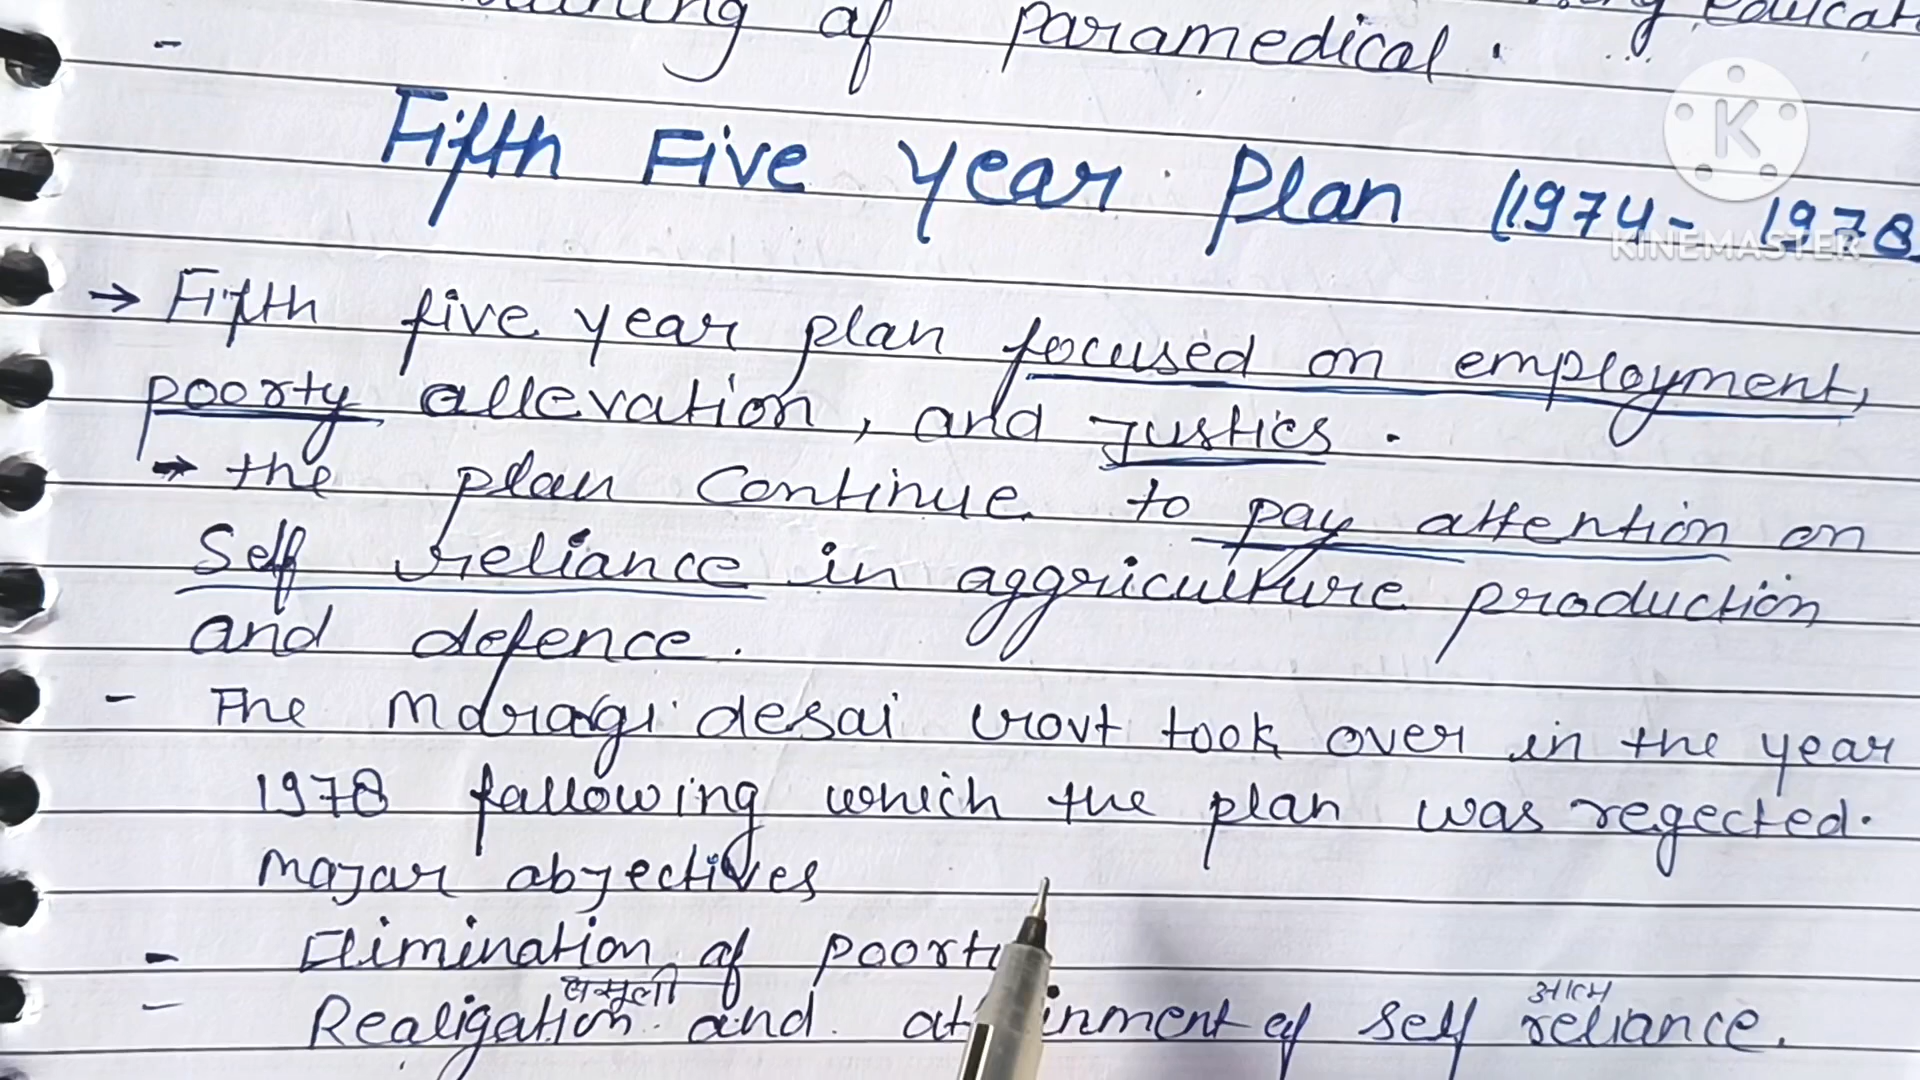 of paramedical.
Fifth Five Year Plan (1974- 1978
KINEMASTER
→ Fifth five year plan focused on employment,
poorty allevation, and justics.
→ the plan continue to pay attention on
Self reliance in aggriculture production
and defence.
- The Moragi desai Govt took over in the year
1978 fallowing which the plan was regected.
majar abjectives
- Elimination of
वसूली आत्म
- Realigation and of self reliance.